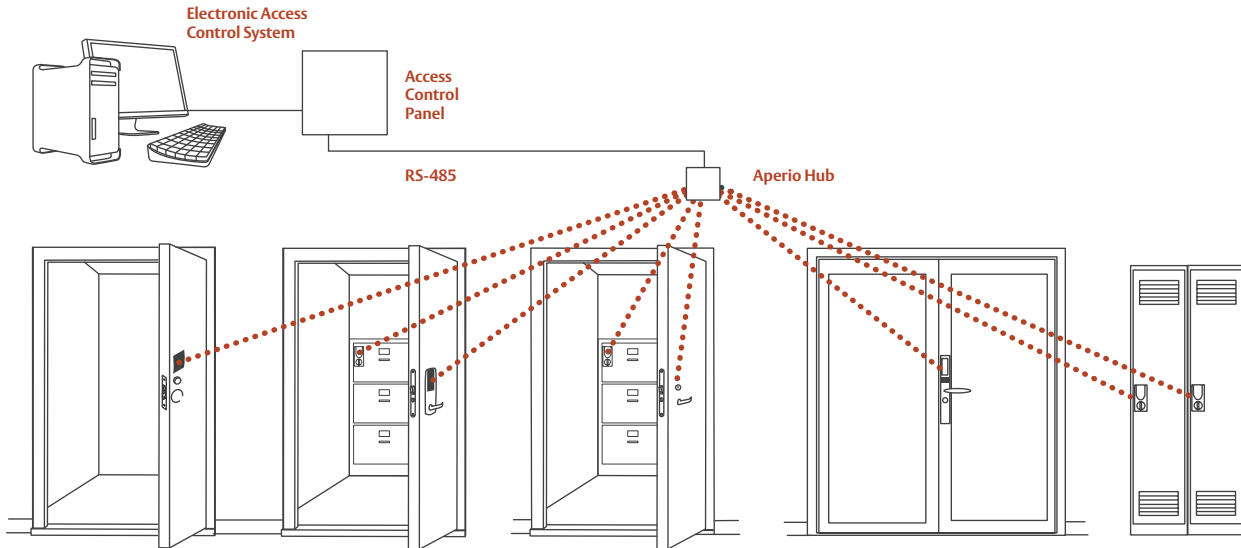 Electronic Access
Control System
Access
Control
Panel
RS-485
Aperio Hub